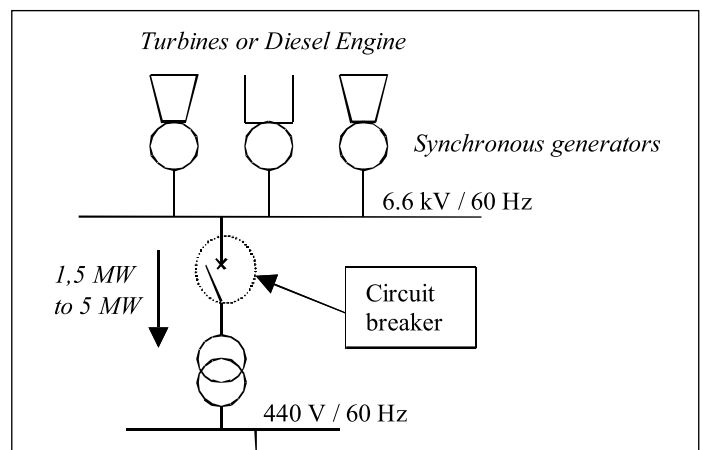 Turbines or Diesel Engine
Synchronous generators
6.6 kV / 60 Hz
1,5 MW
to 5 MW
Circuit
breaker
440 V / 60 Hz